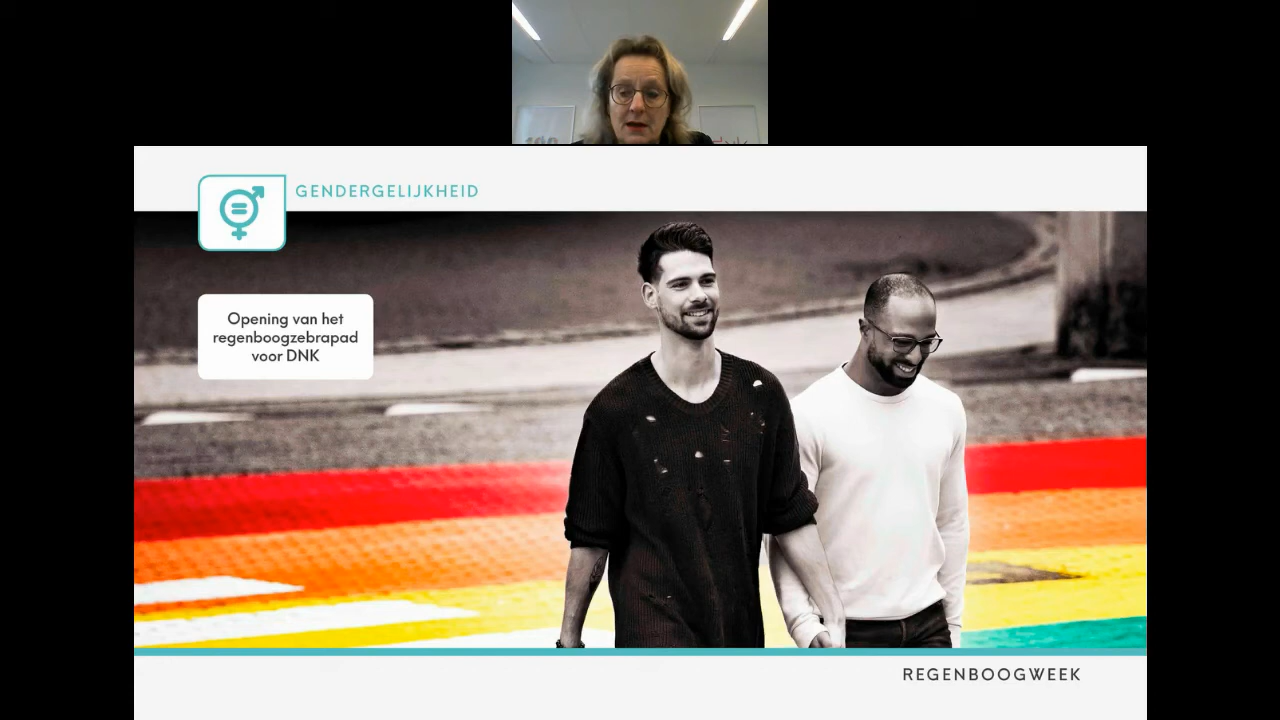 GENDERGELIJKHEID
Opening van het
regenboogzebrapad
voor DNK
REGENBOOGWEEK